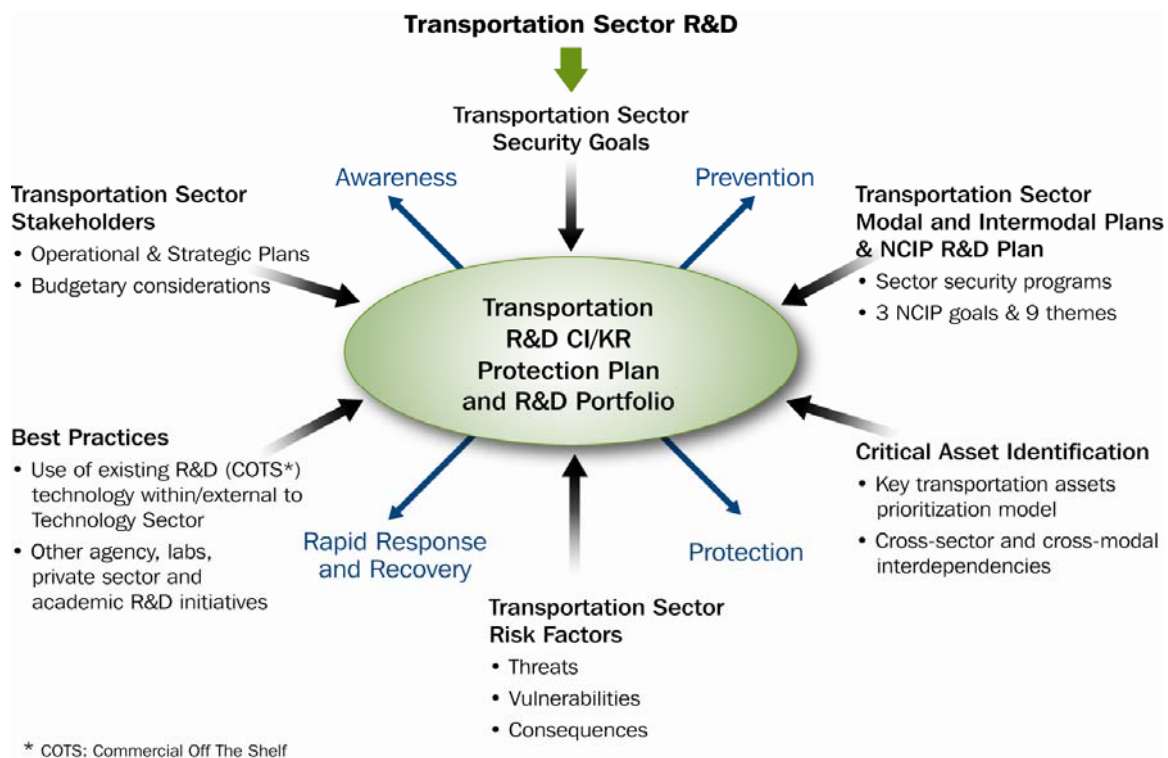 Transportation Sector R&D
Transportation Sector
Security Goals
Awareness
Prevention
Transportation Sector
Stakeholders
• Operational & Strategic Plans
• Budgetary considerations
Transportation Sector
Modal and Intermodal Plans
& NCIP R&D Plan
• Sector security programs
• 3 NCIP goals & 9 themes
Transportation
R&D CI/KR
Protection Plan
and R&D Portfolio
Best Practices
• Use of existing R&D (COTS*)
technology within/external to
Technology Sector
• Other agency, labs,
private sector and
academic R&D initiatives
Critical Asset Identification
• Key transportation assets
prioritization model
• Cross-sector and cross-modal
interdependencies
Rapid Response
and Recovery
Protection
Transportation Sector
Risk Factors
• Threats
• Vulnerabilities
• Consequences
* COTS: Commercial Off The Shelf